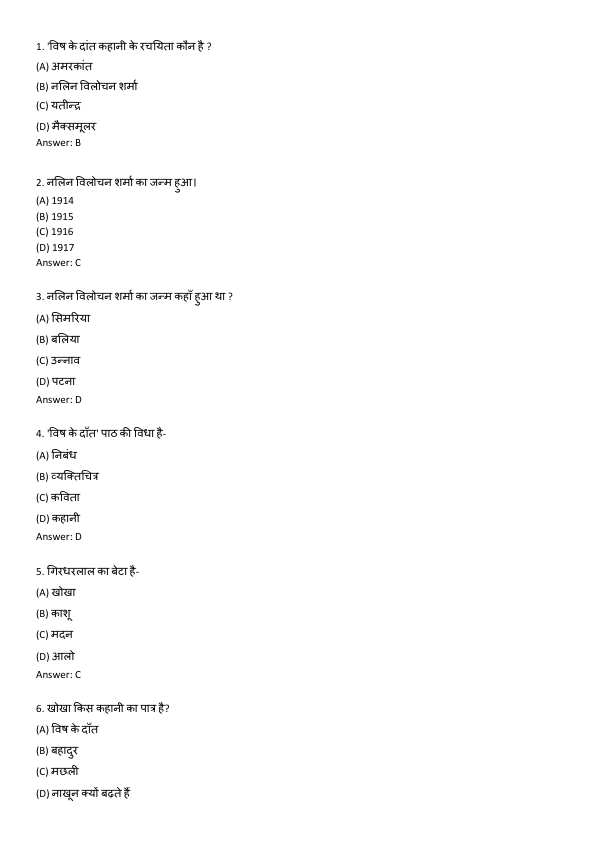 1. 'विष के दांत कहानी के रचयिता कौन है ?
(A) अमरकांत
(B) नलिन विलोचन शर्मा
(C) यतीन्द्र
(D) मैक्समूलर
Answer: B
2. नलिन विलोचन शर्मा का जन्म हुआ।
(A) 1914
(B) 1915
(C) 1916
(D) 1917
Answer: C
3. नलिन विलोचन शर्मा का जन्म कहाँ हुआ था ?
(A) सिमरिया
(B) बलिया
(C) उन्नाव
(D) पटना
Answer: D
4. 'विष के दाँत' पाठ की विधा है-
(A) निबंध
(B) व्यक्तिचित्र
(C) कविता
(D) कहानी
Answer: D
5. गिरधरलाल का बेटा है-
(A) खोखा
(B) काशू
(C) मदन
(D) आलो
Answer: C
6. खोखा किस कहानी का पात्र है?
(A) विष के दाँत
(B) बहादुर
(C) मछली
(D) नाखून क्यों बढ़ते हैं